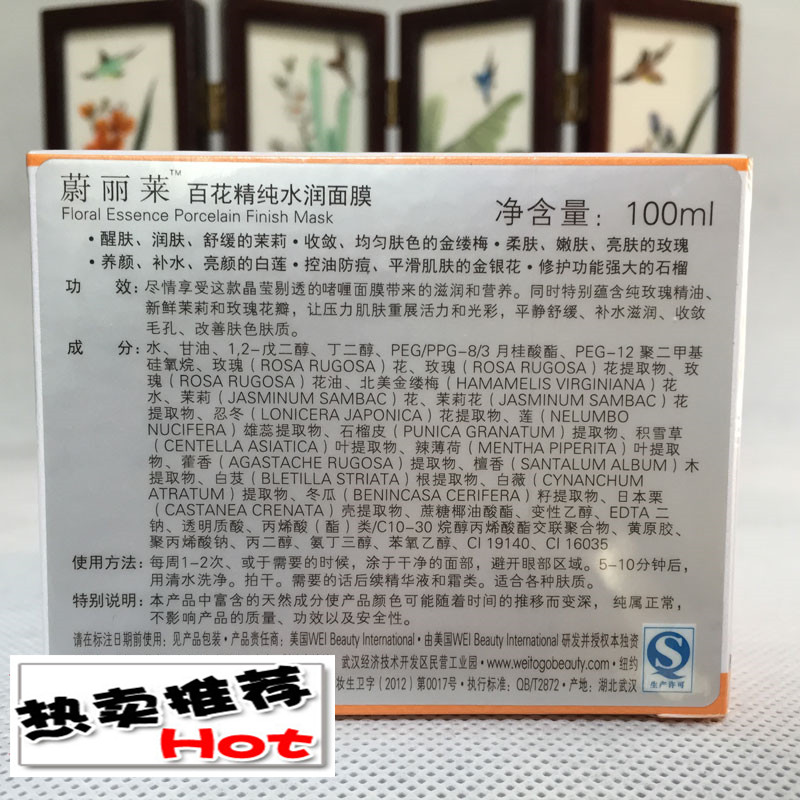 蔚丽莱™ 百花精纯水润面膜 净含量：100ml
Floral Essence Porcelain Finish Mask
·醒肤、润肤、舒缓的茉莉·收敛、均匀肤色的金缕梅·柔肤、嫩肤、亮肤的玫瑰
·养颜、补水、亮颜的白莲·控油防痘、平滑肌肤的金银花·修护功能强大的石榴
功 效：尽情享受这款晶莹剔透的啫喱面膜带来的滋润和营养。同时特别蕴含纯玫瑰精油、
新鲜茉莉和玫瑰花瓣，让压力肌肤重展活力和光彩，平静舒缓、补水滋润、收敛
毛孔、改善肤色肤质。
成 分：水、甘油、1,2-戊二醇、丁二醇、PEG/PPG-8/3 月桂酸酯、PEG-12 聚二甲基
硅氧烷、玫瑰（ROSA RUGOSA）花、玫瑰（ROSA RUGOSA）花提取物、玫
瑰（ROSA RUGOSA）花油、北美金缕梅（HAMAMELIS VIRGINIANA）花
水、茉莉（JASMINUM SAMBAC）花、茉莉花（JASMINUM SAMBAC）花
提取物、忍冬（LONICERA JAPONICA）花提取物、莲（NELUMBO
NUCIFERA）雄蕊提取物、石榴皮（PUNICA GRANATUM）提取物、积雪草
（CENTELLA ASIATICA）叶提取物、辣薄荷（MENTHA PIPERITA）叶提取
物、藿香（AGASTACHE RUGOSA）提取物、檀香（SANTALUM ALBUM）木
提取物、白芨（BLETILLA STRIATA）根提取物、白薇（CYNANCHUM
ATRATUM）提取物、冬瓜（BENINCASA CERIFERA）籽提取物、日本栗
（CASTANEA CRENATA）壳提取物、蔗糖椰油酸酯、变性乙醇、EDTA 二
钠、透明质酸、丙烯酸（酯）类/C10-30 烷醇丙烯酸酯交联聚合物、黄原胶、
聚丙烯酸钠、丙二醇、氨丁三醇、苯氧乙醇、CI 19140、CI 16035
使用方法：每周1-2次、或于需要的时候，涂于干净的面部，避开眼部区域。5-10分钟后，
用清水洗净。拍干。需要的话后续精华液和霜类。适合各种肤质。
特别说明：本产品中富含的天然成分使产品颜色可能随着时间的推移而变深，纯属正常，
不影响产品的质量、功效以及安全性。
请在标注日期前使用：见产品包装·产品责任商：美国WEI Beauty International·由美国WEI Beauty International 研发并授权本独资
武汉经济技术开发区民营工业园·www.weitogobeauty.com·纽约
妆生卫字（2012）第0017号·执行标准：QB/T2872·产地：湖北武汉
生产许可
热卖推荐
Hot